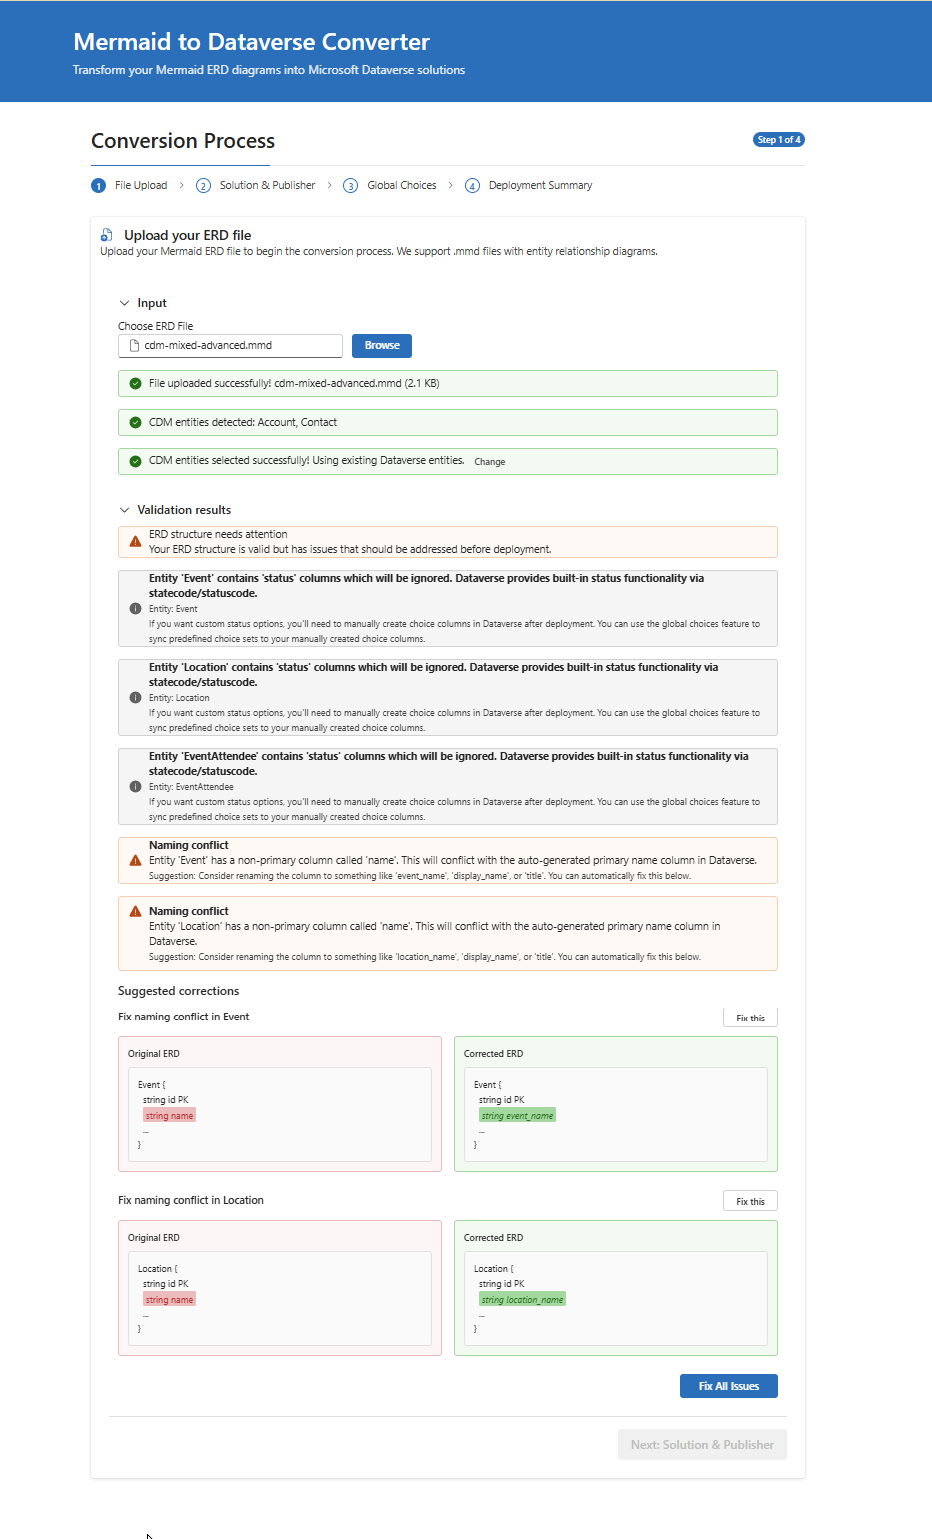 Mermaid to Dataverse Converter
Transform your Mermaid ERD diagrams into Microsoft Dataverse solutions
Conversion Process
Step 1 of 4
1 File Upload > 2 Solution & Publisher > 3 Global Choices > 4 Deployment Summary
Upload your ERD file
Upload your Mermaid ERD file to begin the conversion process. We support .mmd files with entity relationship diagrams.
Input
Choose ERD File
cdm-mixed-advanced.mmd
Browse
File uploaded successfully! cdm-mixed-advanced.mmd (2.1 KB)
CDM entities detected: Account, Contact
CDM entities selected successfully! Using existing Dataverse entities. Change
Validation results
ERD structure needs attention
Your ERD structure is valid but has issues that should be addressed before deployment.
Entity 'Event' contains 'status' columns which will be ignored. Dataverse provides built-in status functionality via
statecode/statuscode.
Entity: Event
If you want custom status options, you'll need to manually create choice columns in Dataverse after deployment. You can use the global choices feature to
sync predefined choice sets to your manually created choice columns.
Entity 'Location' contains 'status' columns which will be ignored. Dataverse provides built-in status functionality via
statecode/statuscode.
Entity: Location
If you want custom status options, you'll need to manually create choice columns in Dataverse after deployment. You can use the global choices feature to
sync predefined choice sets to your manually created choice columns.
Entity 'EventAttendee' contains 'status' columns which will be ignored. Dataverse provides built-in status functionality via
statecode/statuscode.
Entity: EventAttendee
If you want custom status options, you'll need to manually create choice columns in Dataverse after deployment. You can use the global choices feature to
sync predefined choice sets to your manually created choice columns.
Naming conflict
Entity 'Event' has a non-primary column called 'name'. This will conflict with the auto-generated primary name column in Dataverse.
Suggestion: Consider renaming the column to something like 'event_name', 'display_name', or 'title'. You can automatically fix this below.
Naming conflict
Entity 'Location' has a non-primary column called 'name'. This will conflict with the auto-generated primary name column in
Dataverse.
Suggestion: Consider renaming the column to something like 'location_name', 'display_name', or 'title'. You can automatically fix this below.
Suggested corrections
Fix naming conflict in Event
Fix this
Original ERD
Event {
string id PK
string name
...
}
Corrected ERD
Event {
string id PK
string event_name
...
}
Fix naming conflict in Location
Fix this
Original ERD
Location {
string id PK
string name
...
}
Corrected ERD
Location {
string id PK
string location_name
...
}
Fix All Issues
Next: Solution & Publisher